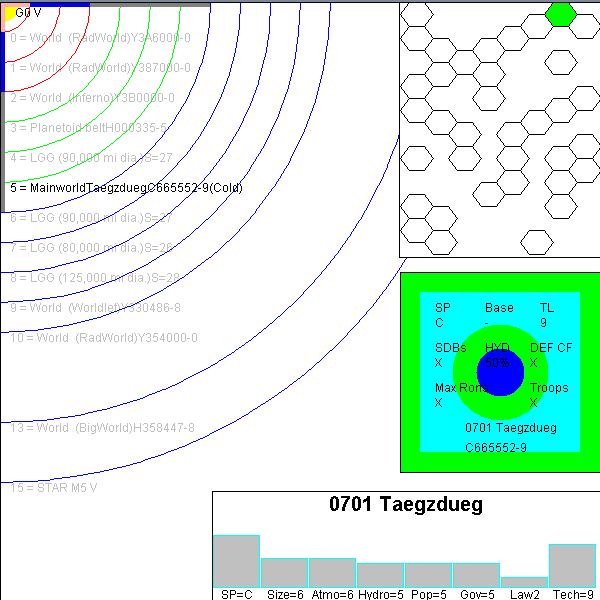 G0 V
0 = World  (RadWorld)Y3A6000-0
1 = World  (RadWorld)Y387000-0
2 = World  (Inferno)Y3B0000-0
3 = Planetoid beltH000335-5
4 = LGG (90,000 mi dia.)S=27
5 = MainworldTaegzduegC665552-9(Cold)
6 = LGG (90,000 mi dia.)S=27
7 = LGG (80,000 mi dia.)S=26
8 = LGG (125,000 mi dia.)S=28
9 = World  (Worldlet)Y330486-8
10 = World  (RadWorld)Y354000-0
13 = World  (BigWorld)H358447-8
15 = STAR M5 V
SP Base TL
C - 9
SDBs HYD DEF CF
X 50% X
Max Ron Troops
X X
0701 Taegzdueg
C665552-9
0701 Taegzdueg
SP=C Size=6 Atmo=6 Hydro=5 Pop=5 Gov=5 Law2 Tech=9